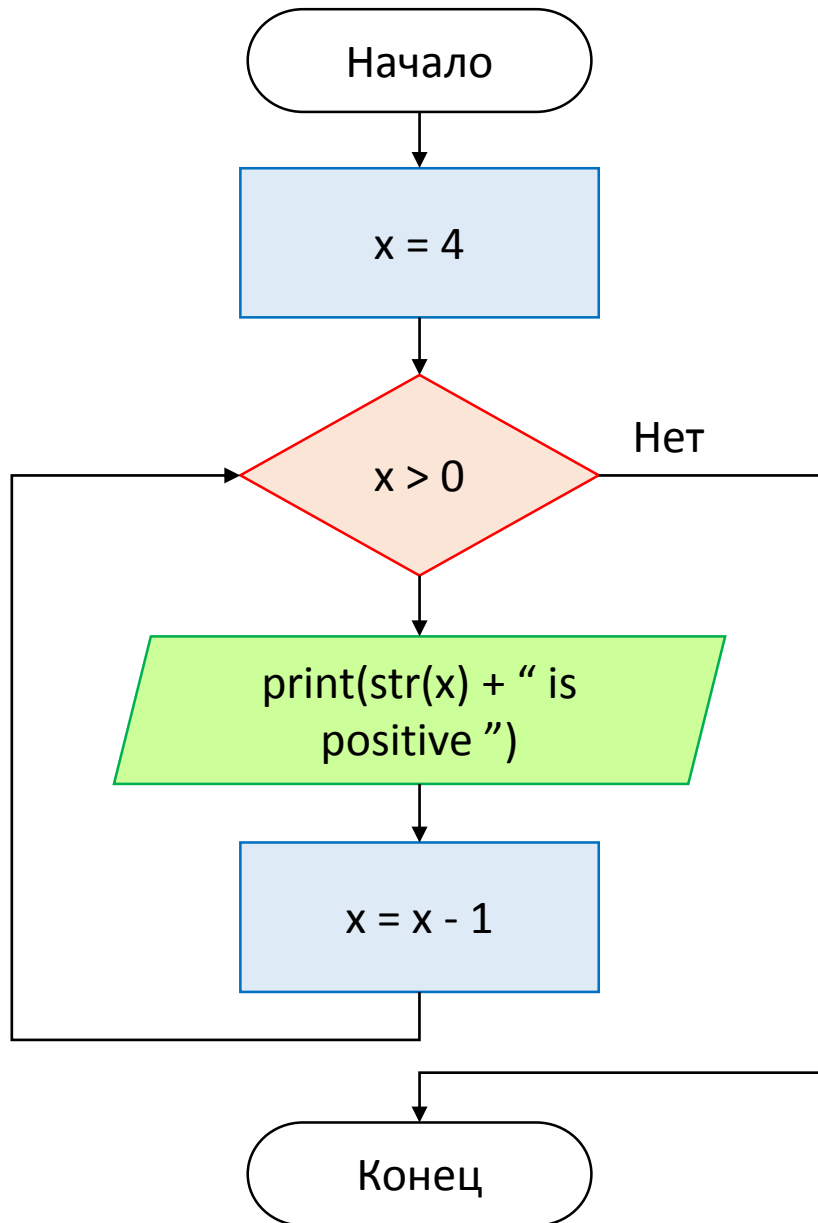 Начало
x = 4
Нет
x > 0
print(str(x) + “ is
positive ”)
x = x - 1
Конец